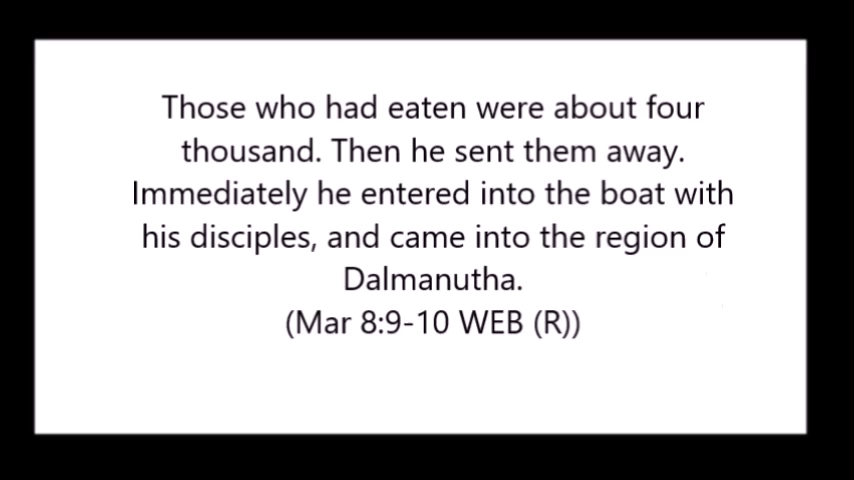 Those who had eaten were about four
thousand. Then he sent them away.
Immediately he entered into the boat with
his disciples, and came into the region of
Dalmanutha.
(Mar 8:9-10 WEB (R))